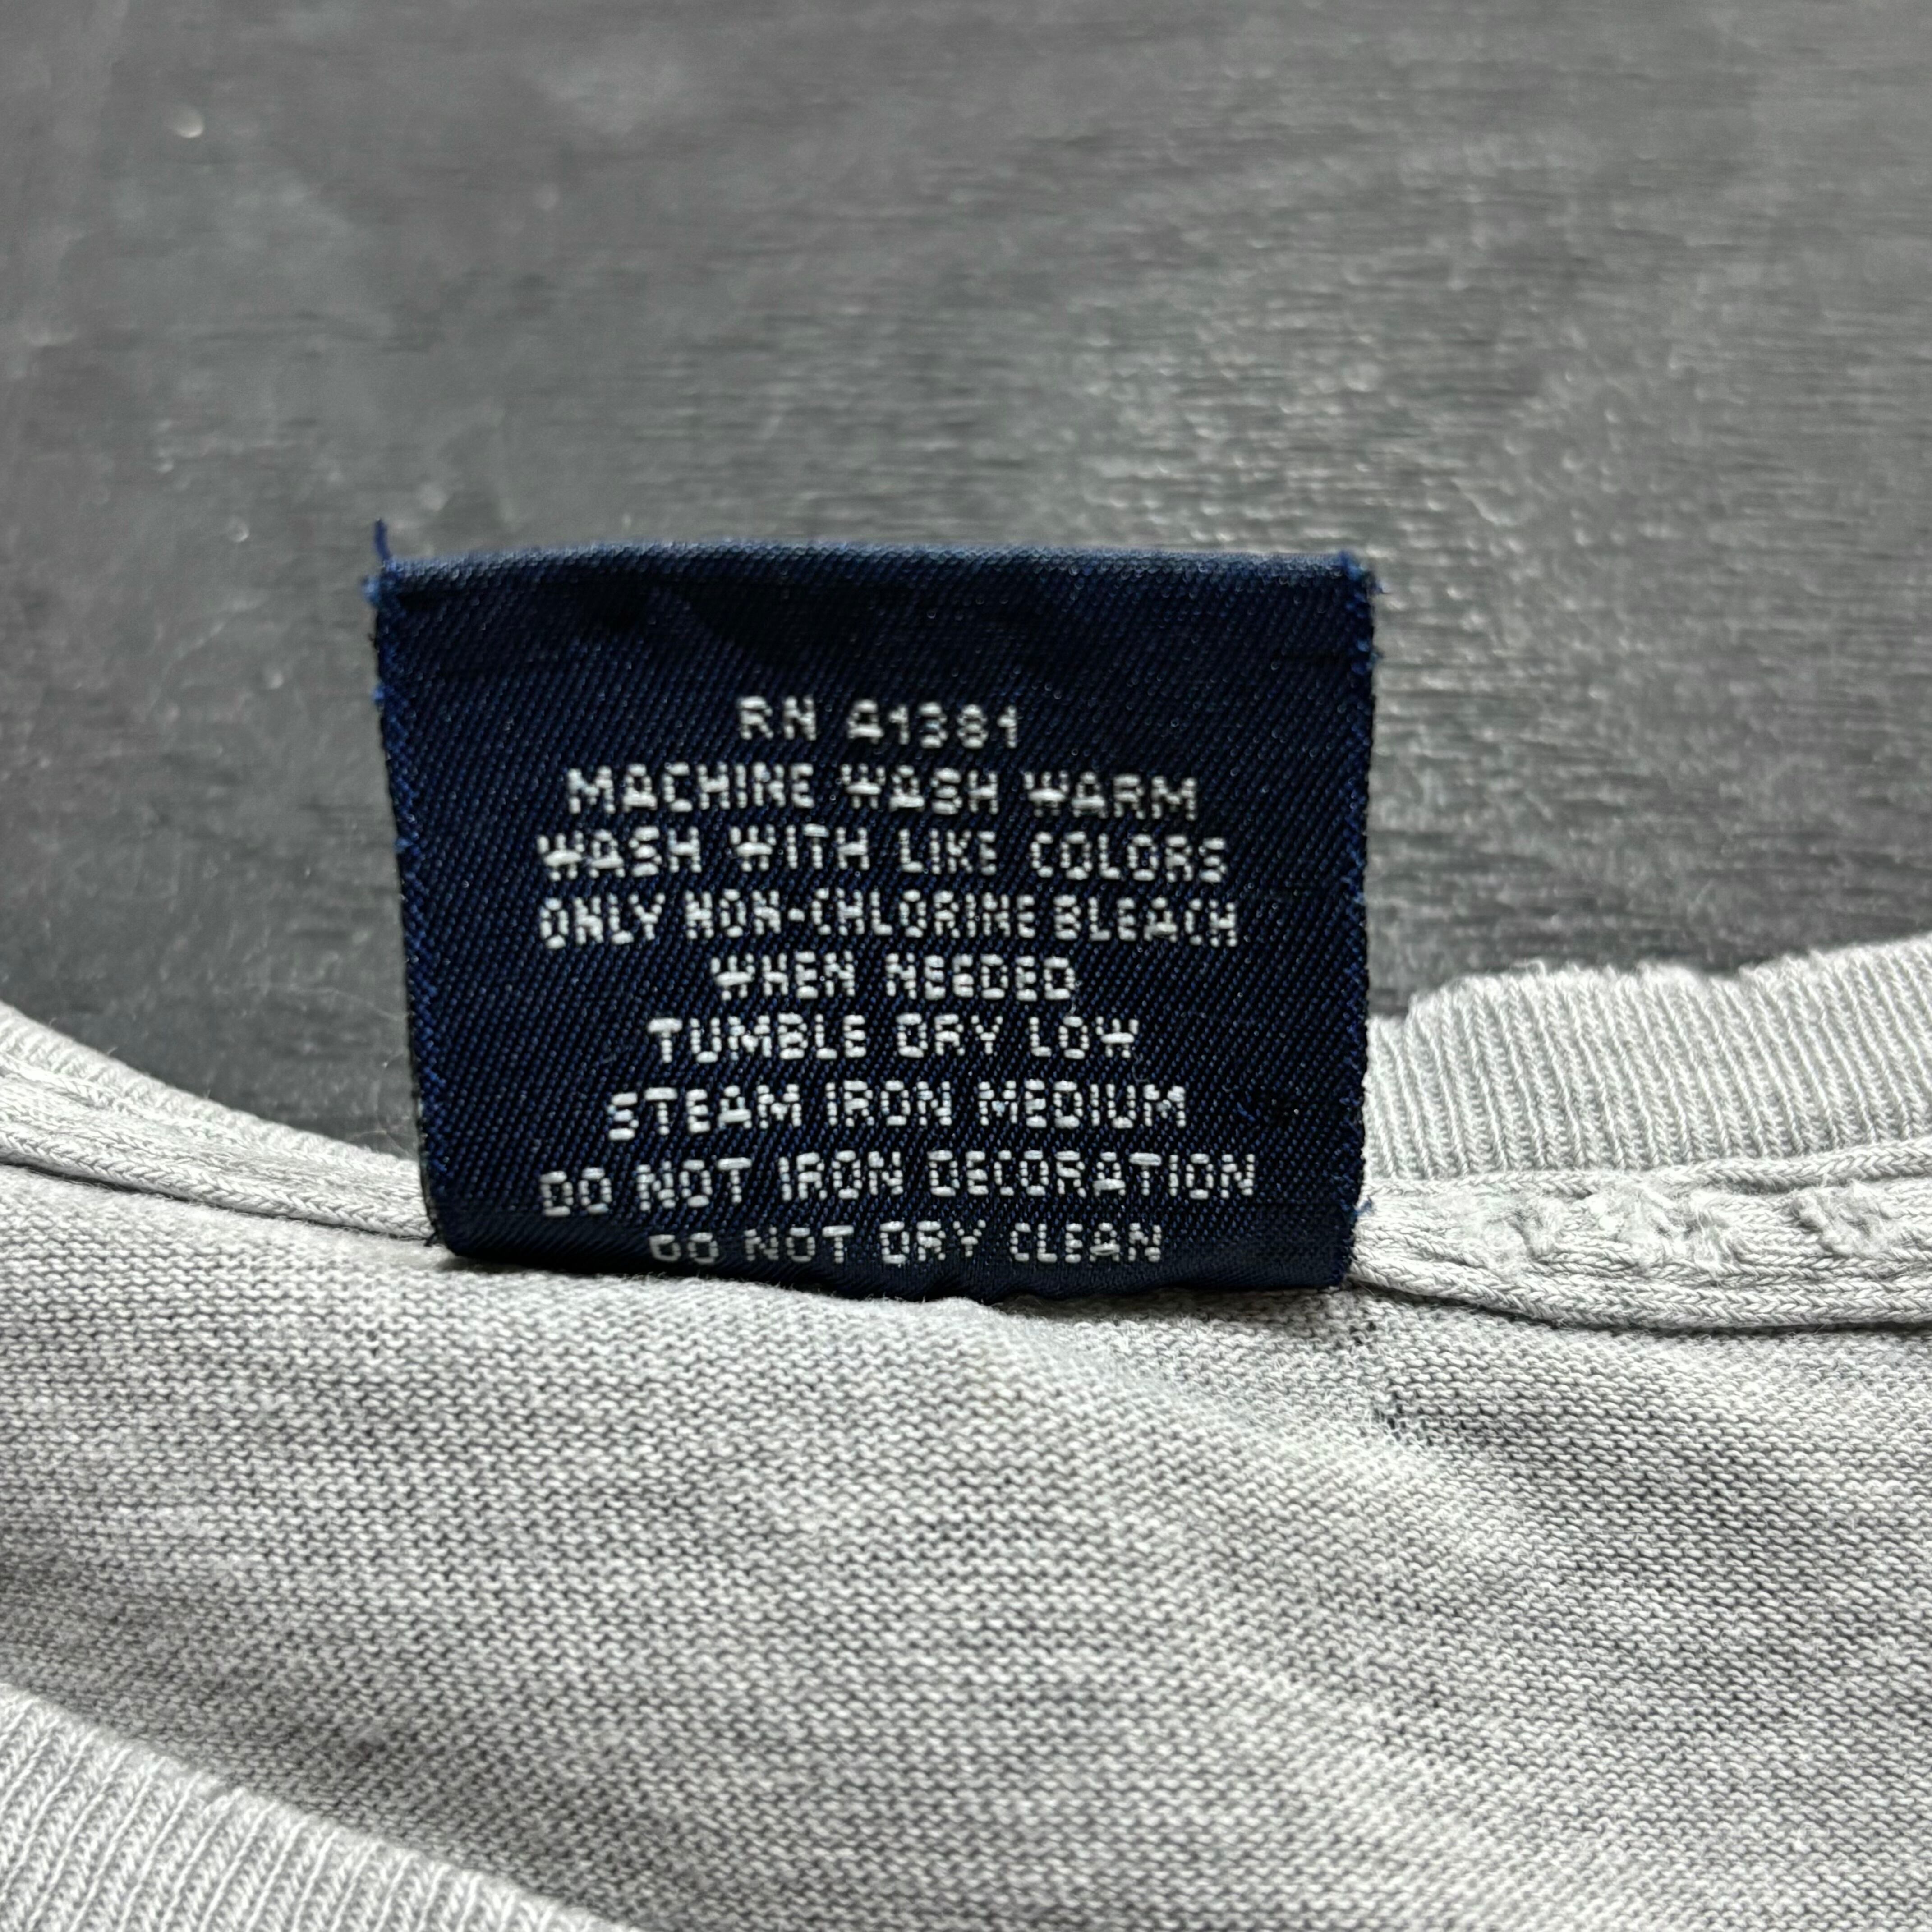 RN 41381
MACHINE WASH WARM
WASH WITH LIKE COLORS
ONLY NON-CHLORINE BLEACH
WHEN NEEDED
TUMBLE DRY LOW
STEAM IRON MEDIUM
DO NOT IRON DECORATION
DO NOT DRY CLEAN